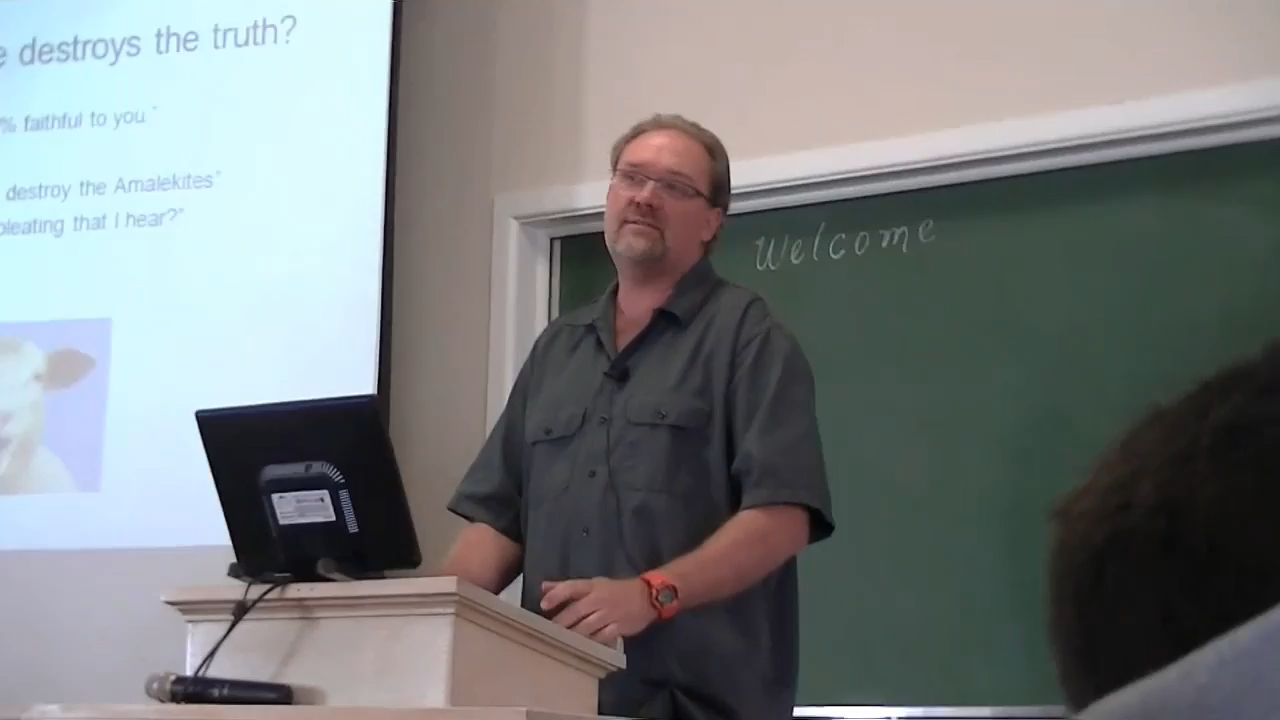 destroys the truth?
% faithful to you."
destroy the Amalekites"
bleating that I hear?"
Welcome